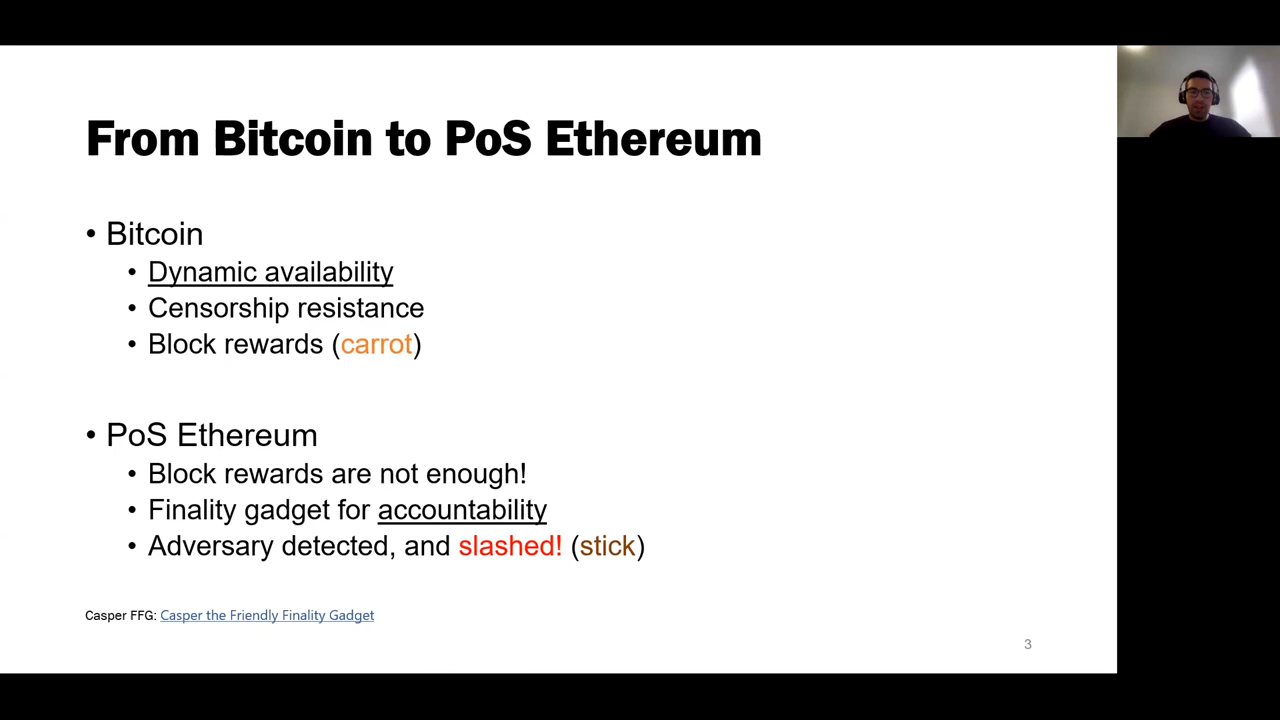 From Bitcoin to PoS Ethereum
• Bitcoin
• Dynamic availability
• Censorship resistance
• Block rewards (carrot)
• PoS Ethereum
• Block rewards are not enough!
• Finality gadget for accountability
• Adversary detected, and slashed! (stick)
Casper FFG: Casper the Friendly Finality Gadget
3